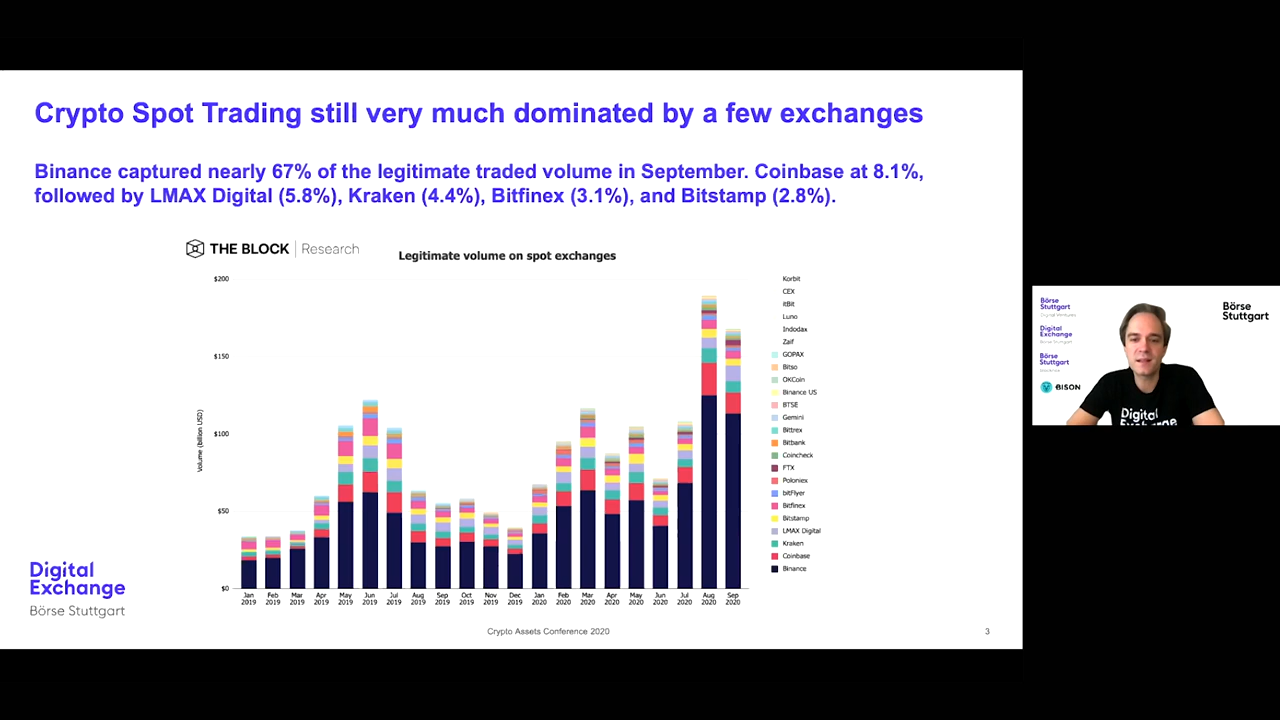 Crypto Spot Trading still very much dominated by a few exchanges
Binance captured nearly 67% of the legitimate traded volume in September. Coinbase at 8.1%,
followed by LMAX Digital (5.8%), Kraken (4.4%), Bitfinex (3.1%), and Bitstamp (2.8%).
THE BLOCK | Research
Legitimate volume on spot exchanges
Volume (billion USD)
$200
$150
$100
$50
$0
Jan 2019
Feb 2019
Mar 2019
Apr 2019
May 2019
Jun 2019
Jul 2019
Aug 2019
Sep 2019
Oct 2019
Nov 2019
Dec 2019
Jan 2020
Feb 2020
Mar 2020
Apr 2020
May 2020
Jun 2020
Jul 2020
Aug 2020
Sep 2020
Korbit
CEX
itBit
Luno
Indodax
Zaif
GOPAX
Bitso
OKCoin
Binance US
BTSE
Gemini
Bittrex
Bitbank
Coincheck
FTX
Poloniex
bitFlyer
Bitfinex
Bitstamp
LMAX Digital
Kraken
Coinbase
Binance
Digital
Exchange
Börse Stuttgart
Crypto Assets Conference 2020
3
Börse
Stuttgart
Digital
Exchange
Börse Stuttgart
Börse
Stuttgart
BISON
Börse
Stuttgart
Digital